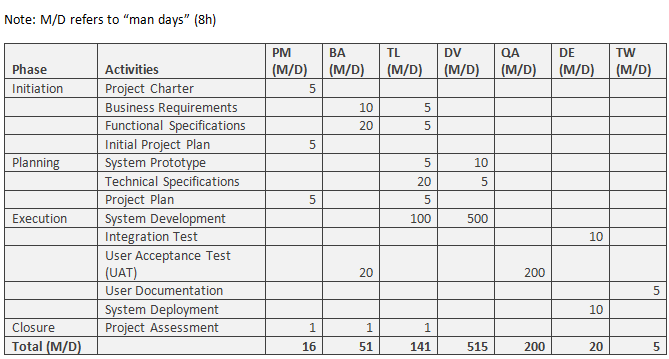 Note: M/D refers to “man days” (8h)
PM BA TL DV QA DE TW
Phase Activities (M/D) (M/D) (M/D) (M/D) (M/D) (M/D) (M/D)
Initiation Project Charter 5
Business Requirements 10 5
Functional Specifications 20 5
Initial Project Plan 5
Planning System Prototype 5 10
Technical Specifications 20 5
Project Plan 5 5
Execution System Development 100 500
Integration Test 10
User Acceptance Test
(UAT) 20 200
User Documentation 5
System Deployment 10
Closure Project Assessment 1 1 1
Total (M/D) 16 51 141 515 200 20 5